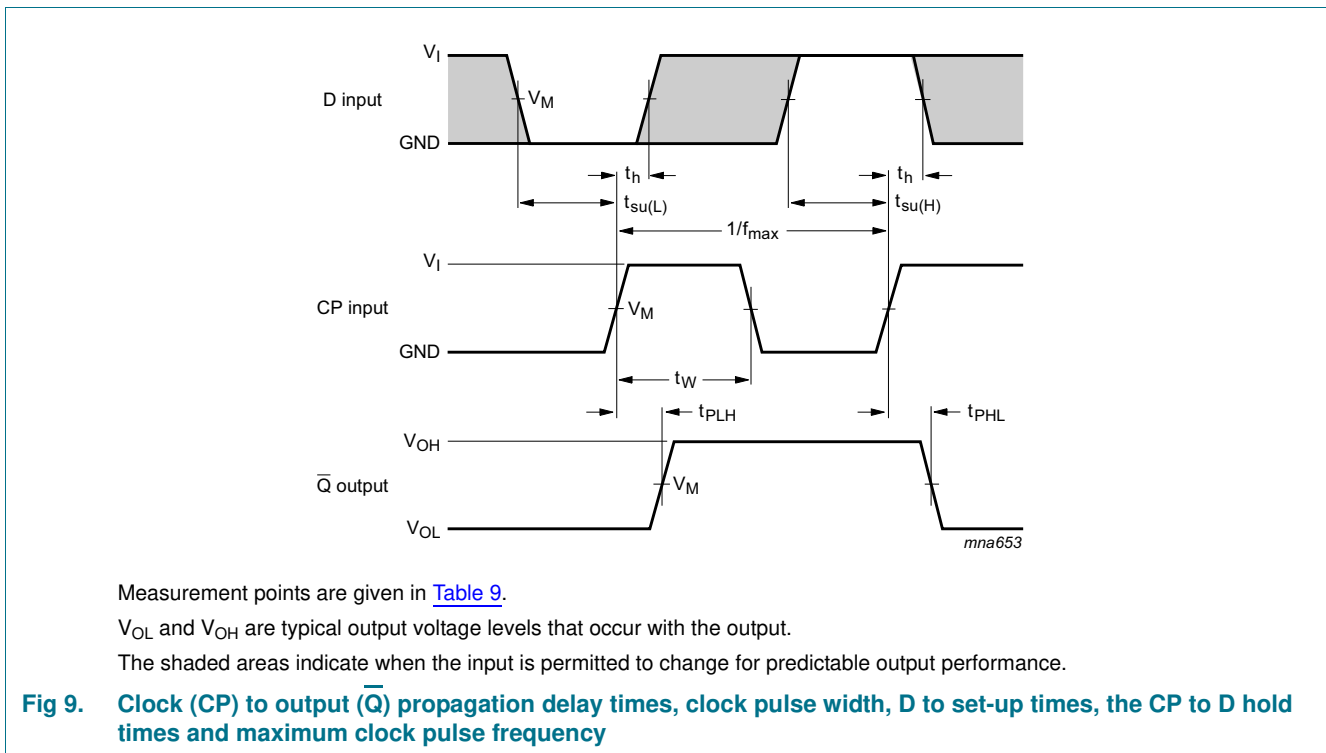 V_I
D input
V_M
GND
t_h
t_h
t_su(L)
t_su(H)
1/f_max
V_I
CP input
V_M
GND
t_W
t_PLH
t_PHL
V_OH
Q̅ output
V_M
V_OL
mna653
Measurement points are given in Table 9.
V_OL and V_OH are typical output voltage levels that occur with the output.
The shaded areas indicate when the input is permitted to change for predictable output performance.
Fig 9. Clock (CP) to output (Q̅) propagation delay times, clock pulse width, D to set-up times, the CP to D hold
times and maximum clock pulse frequency